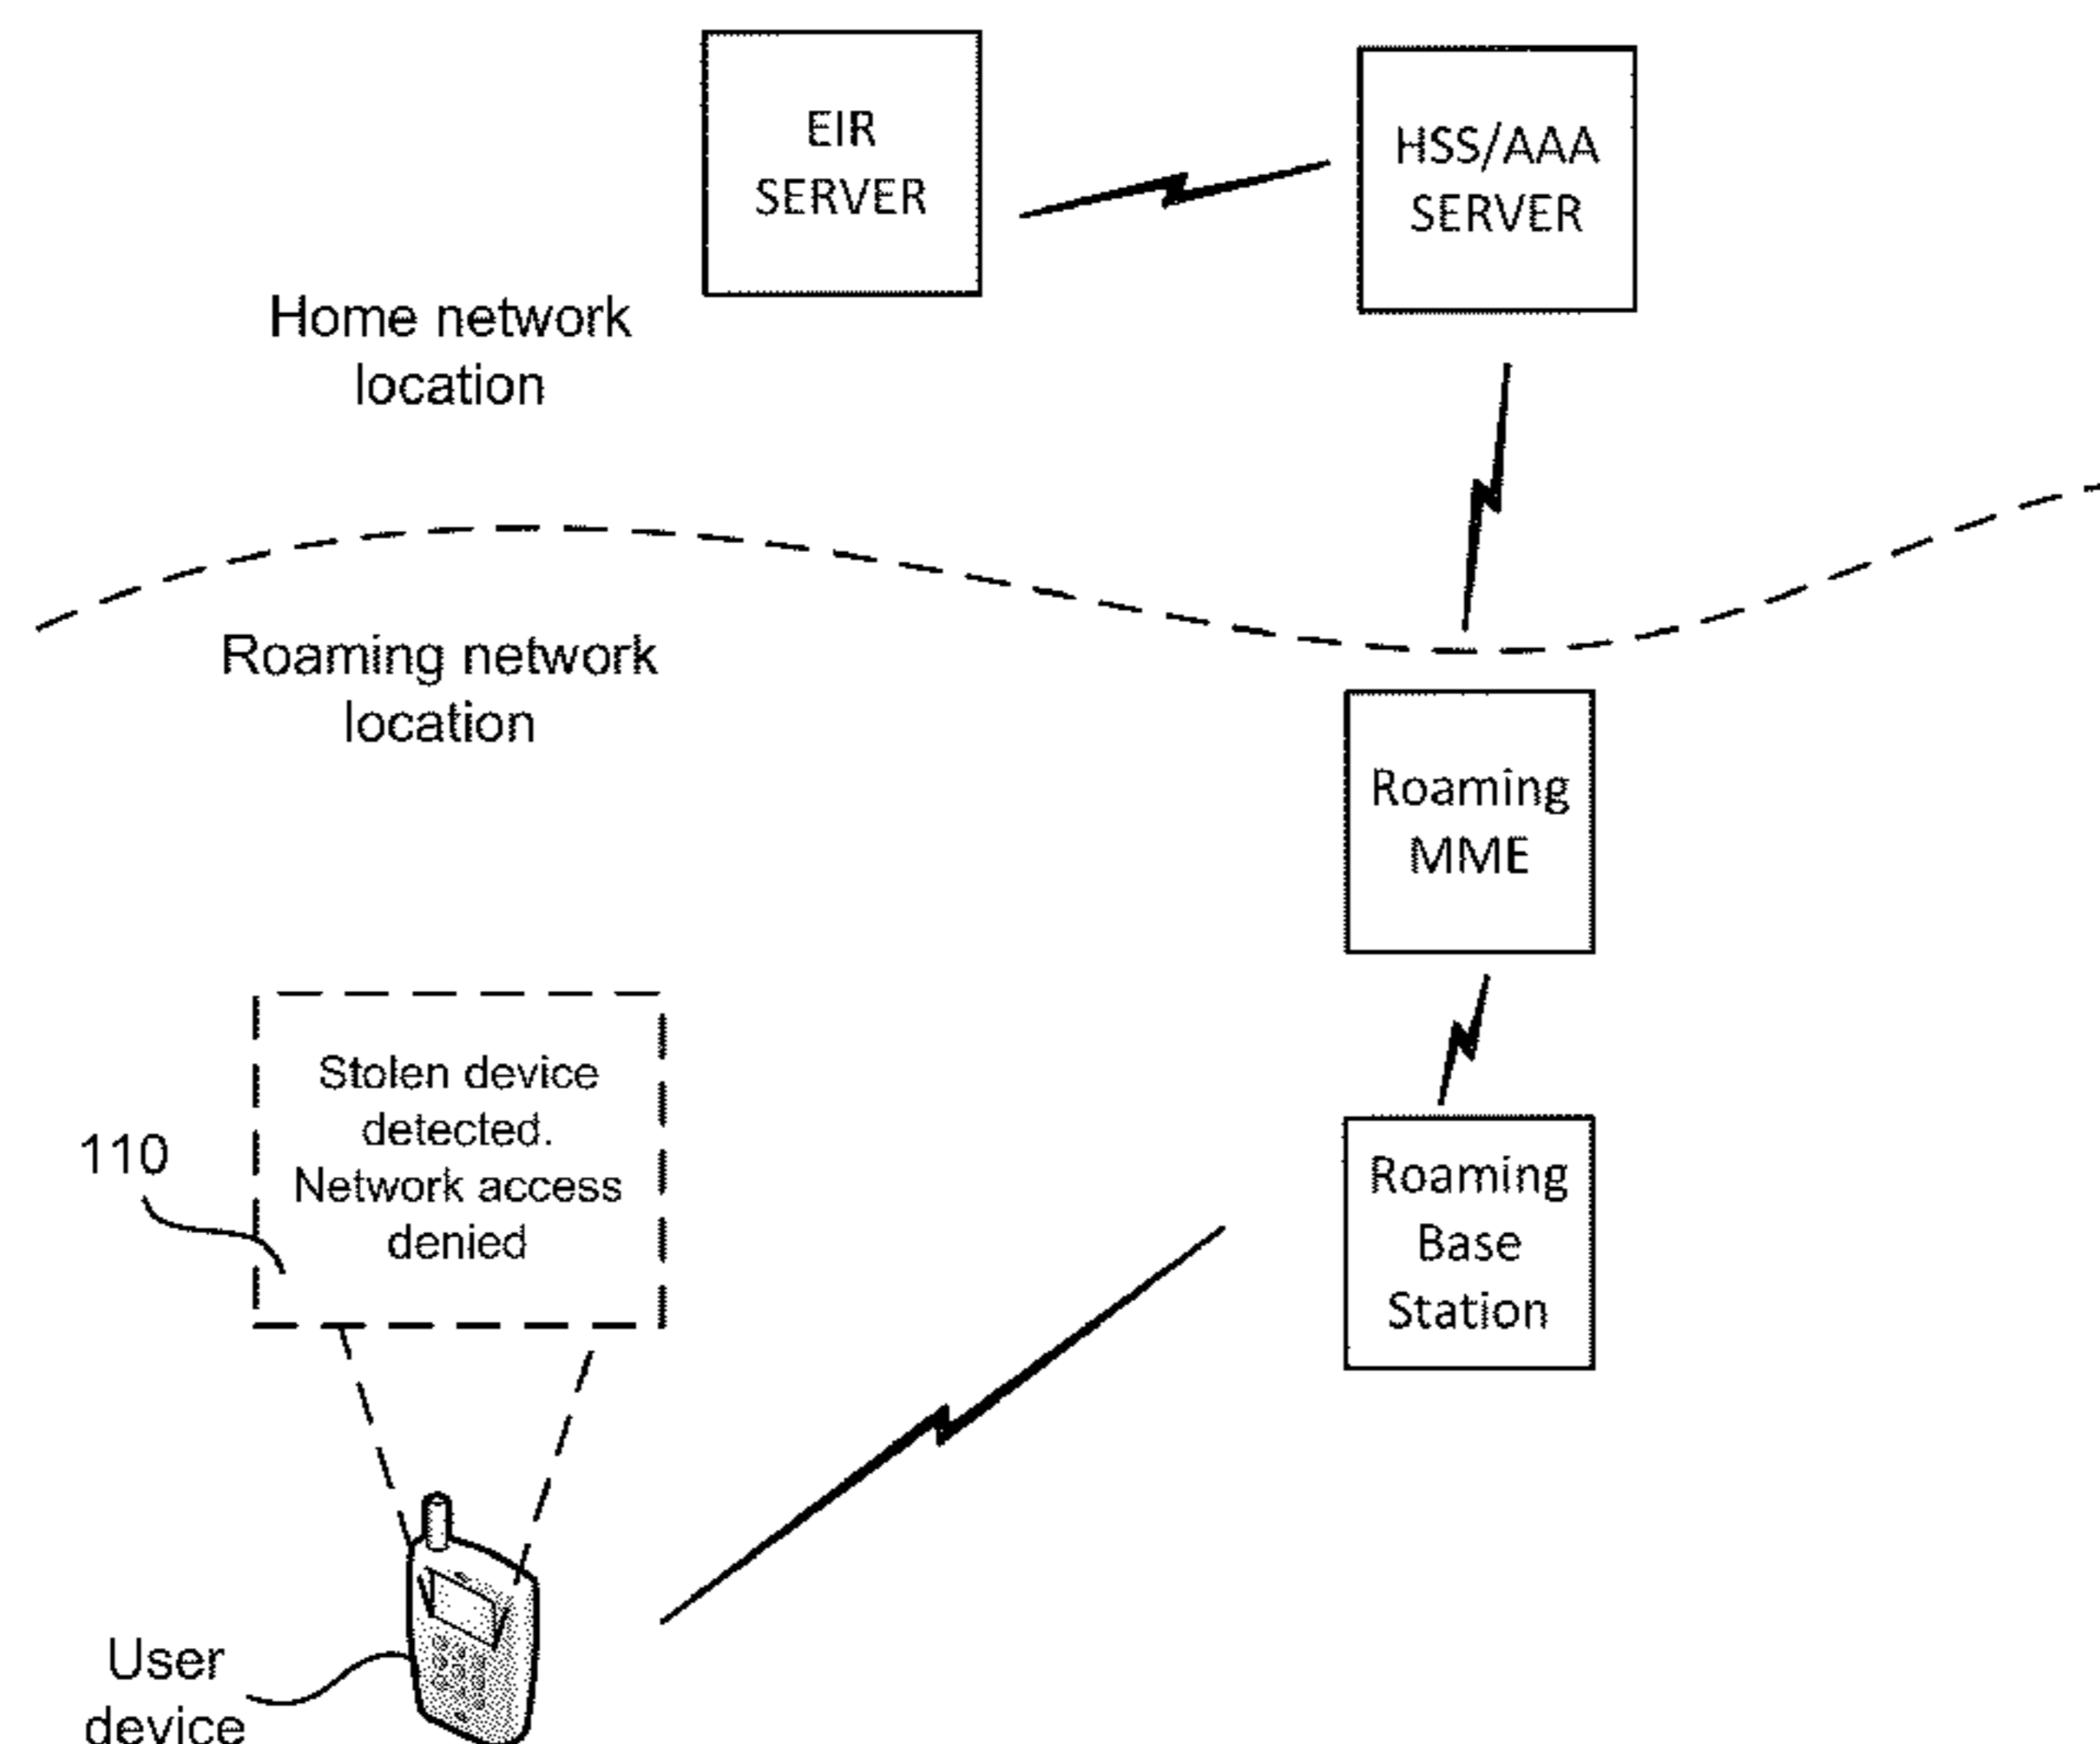 EIR
SERVER
HSS/AAA
SERVER
Home network
location
Roaming network
location
Roaming
MME
Stolen device
detected.
Network access
denied
110
Roaming
Base
Station
User
device